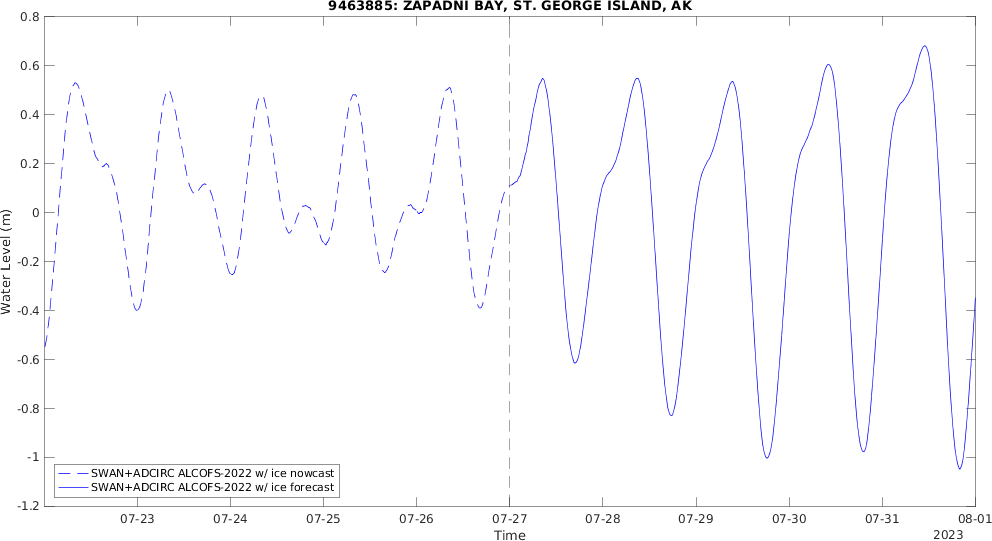 9463885: ZAPADNI BAY, ST. GEORGE ISLAND, AK
0.8
0.6
0.4
0.2
0
-0.2
-0.4
-0.6
-0.8
-1
-1.2
Water Level (m)
SWAN+ADCIRC ALCOFS-2022 w/ ice nowcast
SWAN+ADCIRC ALCOFS-2022 w/ ice forecast
07-23 07-24 07-25 07-26 07-27 07-28 07-29 07-30 07-31 08-01
Time
2023